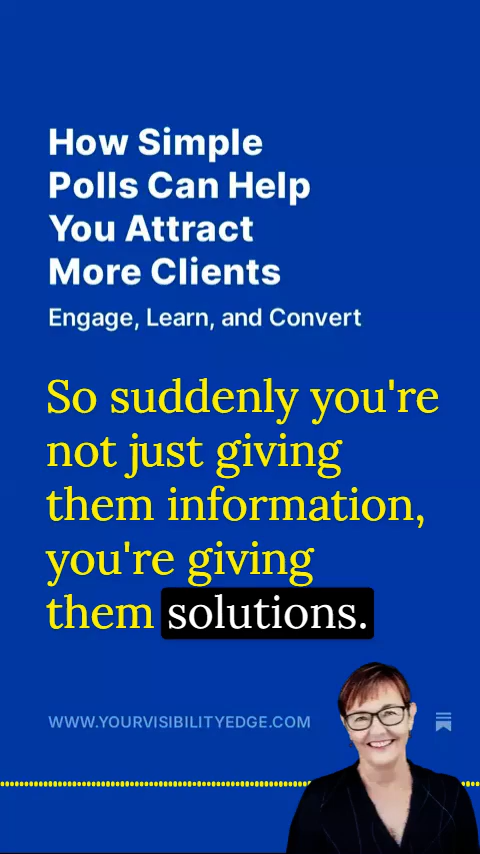 How Simple
Polls Can Help
You Attract
More Clients
Engage, Learn, and Convert
So suddenly you're
not just giving
them information,
you're giving
them solutions.
WWW.YOURVISIBILITYEDGE.COM